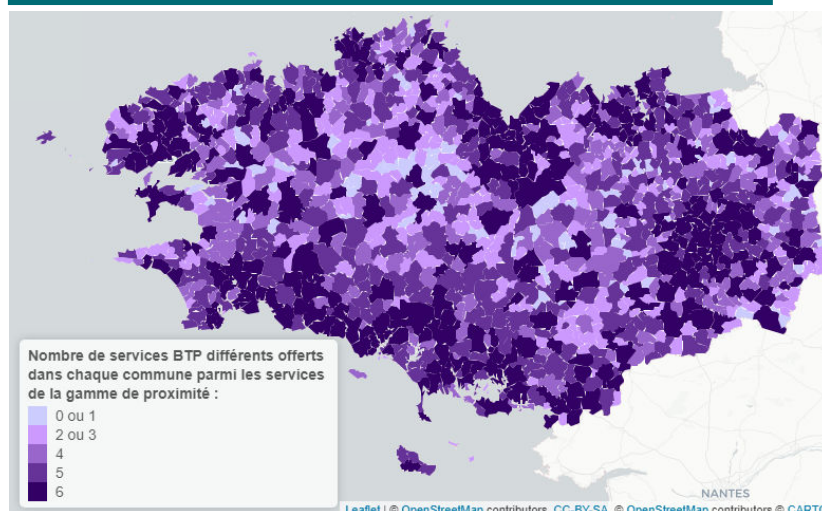 Nombre de services BTP différents offerts
dans chaque commune parmi les services
de la gamme de proximité :
0 ou 1
2 ou 3
4
5
6
NANTES
Leaflet | © OpenStreetMap contributors, CC-BY-SA, © OpenStreetMap contributors © CARTO